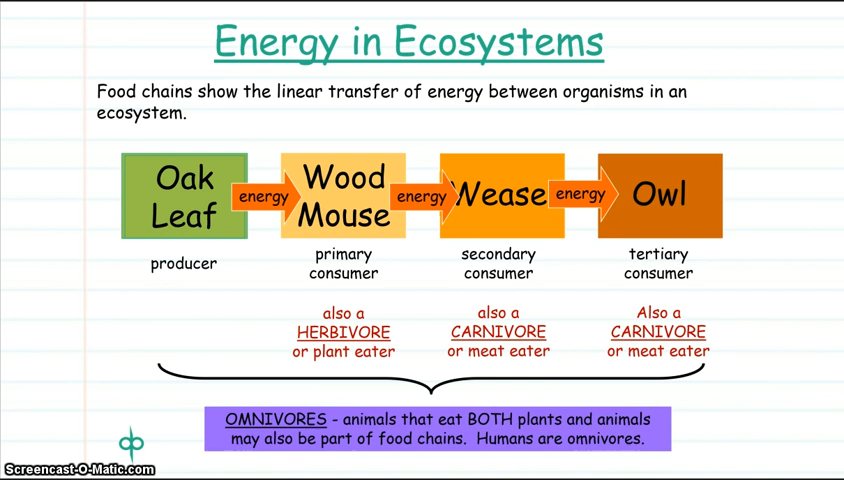 Energy in Ecosystems
Food chains show the linear transfer of energy between organisms in an
ecosystem.
Oak
Leaf
energy
Wood
Mouse
energy
Wease
energy
Owl
producer
primary
consumer
secondary
consumer
tertiary
consumer
also a
HERBIVORE
or plant eater
also a
CARNIVORE
or meat eater
Also a
CARNIVORE
or meat eater
OMNIVORES - animals that eat BOTH plants and animals
may also be part of food chains. Humans are omnivores.
Screencast-O-Matic.com